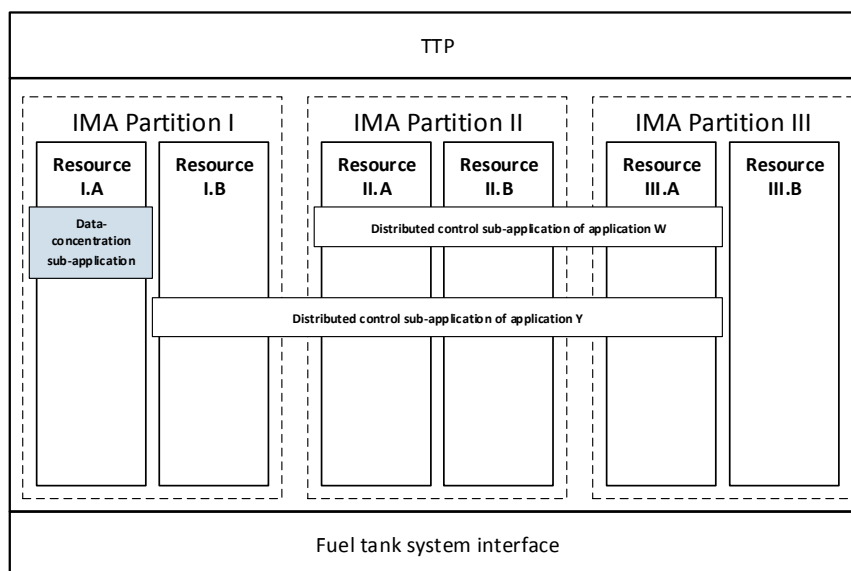 TTP
IMA Partition I
IMA Partition II
IMA Partition III
Resource
I.A
Resource
I.B
Resource
II.A
Resource
II.B
Resource
III.A
Resource
III.B
Data-
concentration
sub-application
Distributed control sub-application of application W
Distributed control sub-application of application Y
Fuel tank system interface